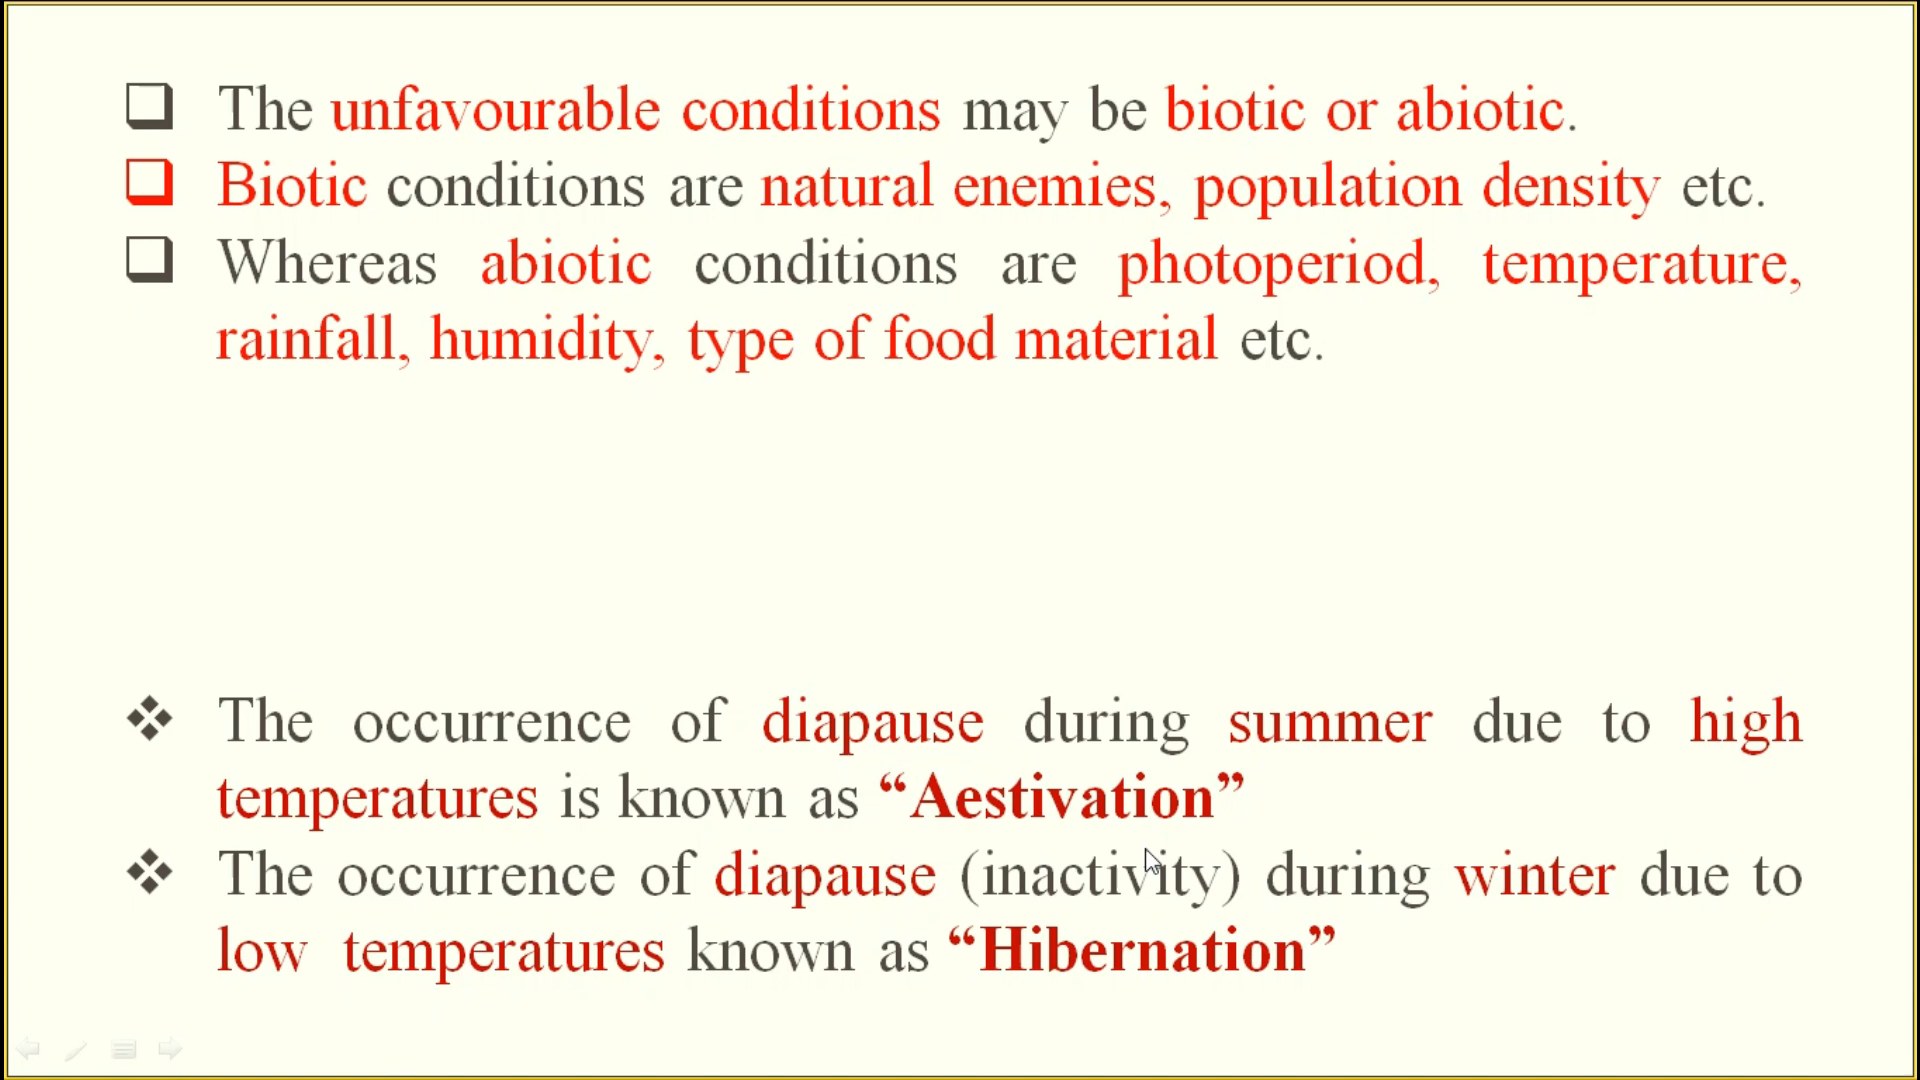 The unfavourable conditions may be biotic or abiotic.
Biotic conditions are natural enemies, population density etc.
Whereas abiotic conditions are photoperiod, temperature,
rainfall, humidity, type of food material etc.
The occurrence of diapause during summer due to high
temperatures is known as “Aestivation”
The occurrence of diapause (inactivity) during winter due to
low temperatures known as “Hibernation”